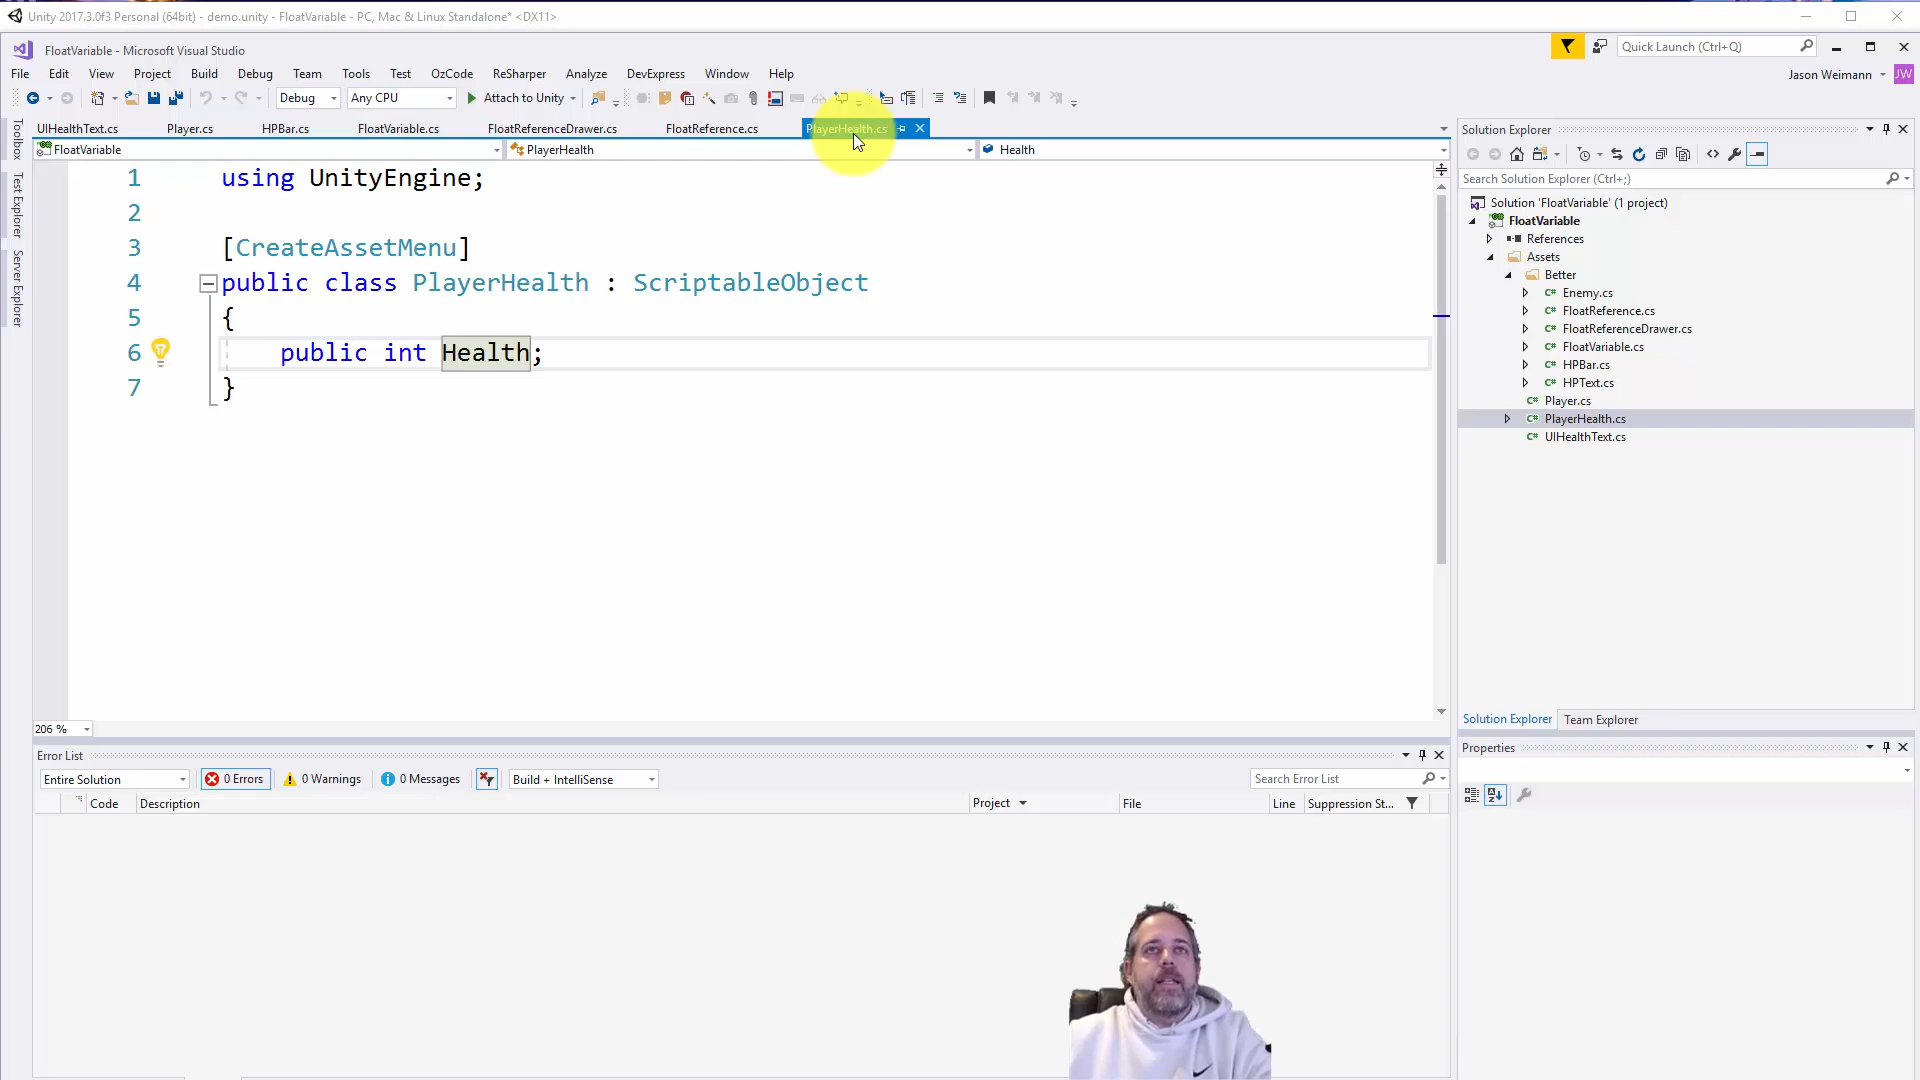 Unity 2017.3.0f3 Personal (64bit) - demo.unity - FloatVariable - PC, Mac & Linux Standalone* <DX11>
FloatVariable - Microsoft Visual Studio
Quick Launch (Ctrl+Q)
File Edit View Project Build Debug Team Tools Test OzCode ReSharper Analyze DevExpress Window Help
Jason Weimann JW
Debug Any CPU Attach to Unity
UIHealthText.cs Player.cs HPBar.cs FloatVariable.cs FloatReferenceDrawer.cs FloatReference.cs PlayerHealth.cs
FloatVariable PlayerHealth Health
Toolbox
Test Explorer
Server Explorer
1 using UnityEngine;
2
3 [CreateAssetMenu]
4 public class PlayerHealth : ScriptableObject
5 {
6 public int Health;
7 }
206 %
Solution Explorer
Search Solution Explorer (Ctrl+;)
Solution 'FloatVariable' (1 project)
FloatVariable
References
Assets
Better
C# Enemy.cs
C# FloatReference.cs
C# FloatReferenceDrawer.cs
C# FloatVariable.cs
C# HPBar.cs
C# HPText.cs
C# Player.cs
C# PlayerHealth.cs
C# UIHealthText.cs
Solution Explorer Team Explorer
Properties
Error List
Entire Solution 0 Errors 0 Warnings 0 Messages Build + IntelliSense Search Error List
Code Description Project File Line Suppression St...